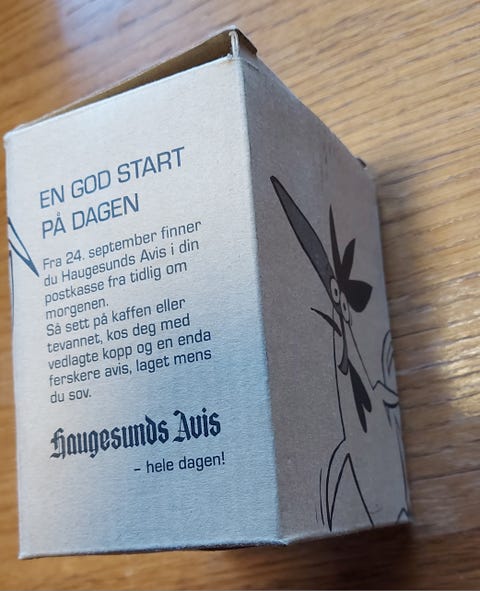 EN GOD START
PÅ DAGEN
Fra 24. september finner
du Haugesunds Avis i din
postkasse fra tidlig om
morgenen.
Så sett på kaffen eller
tevannet, kos deg med
vedlagte kopp og en enda
ferskere avis, laget mens
du sov.
Haugesunds Avis
– hele dagen!